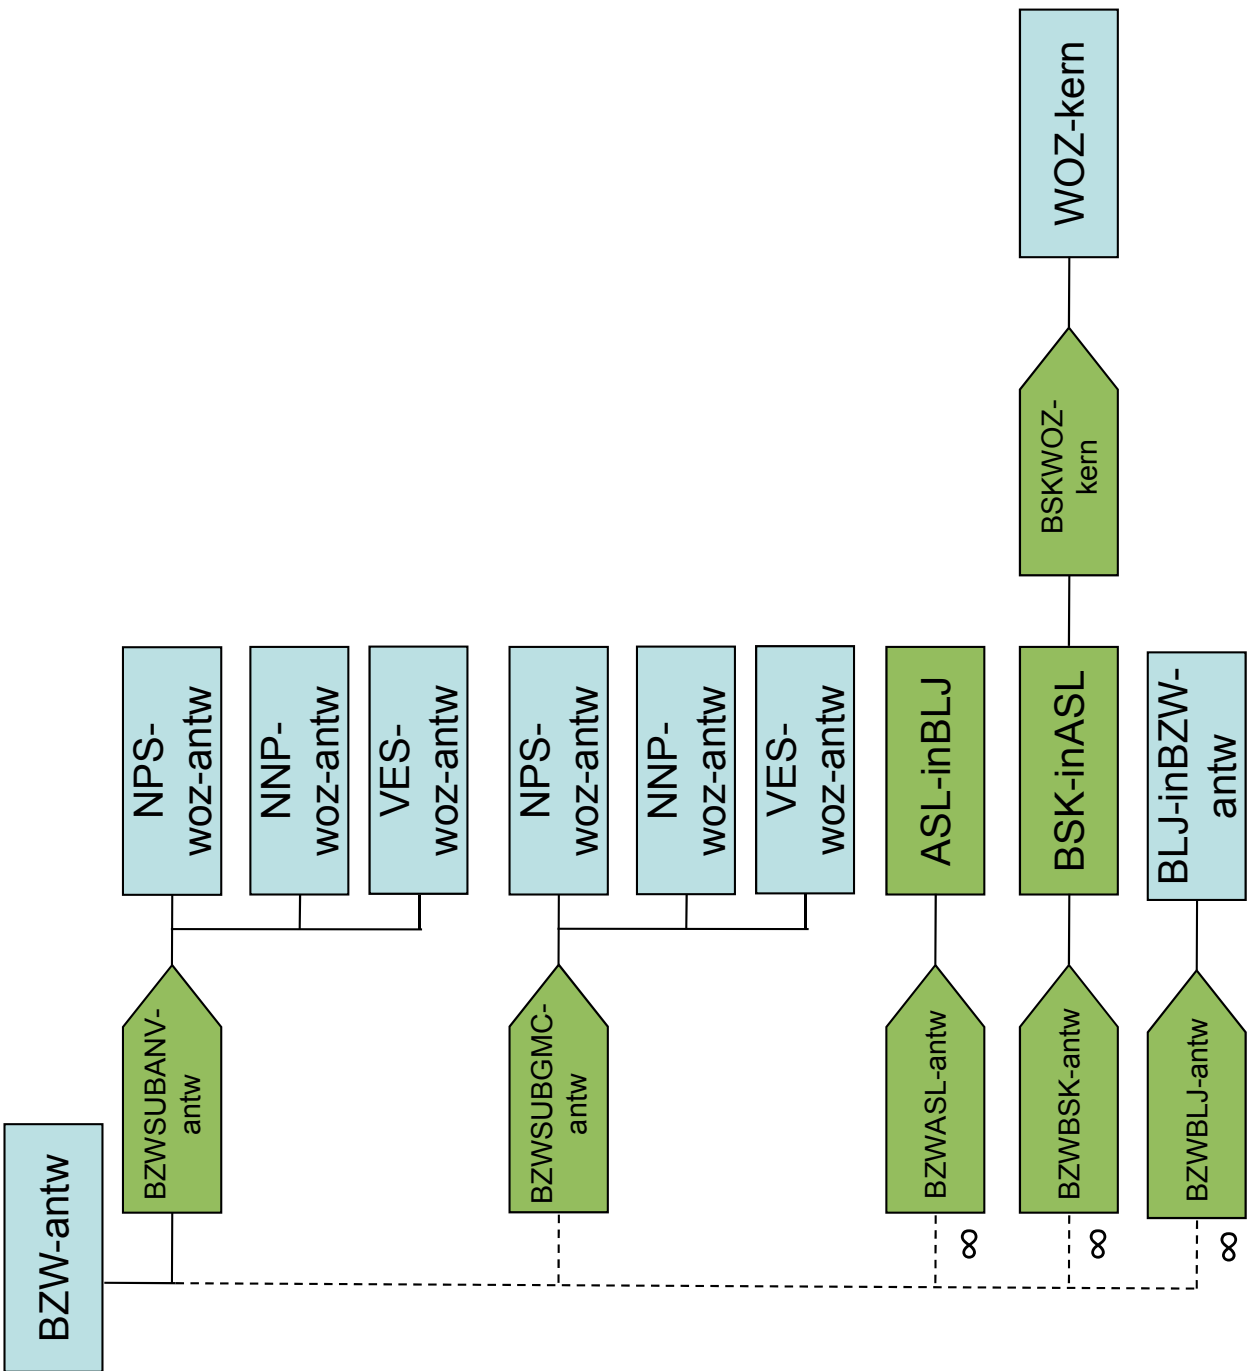 BZW-antw
BZWSUBANV-
antw
NPS-
woz-antw
NNP-
woz-antw
VES-
woz-antw
BZWSUBGMC-
antw
NPS-
woz-antw
NNP-
woz-antw
VES-
woz-antw
∞
BZWASL-antw
ASL-inBLJ
∞
BZWBSK-antw
BSK-inASL
BSKWOZ-
kern
WOZ-kern
∞
BZWBLJ-antw
BLJ-inBZW-
antw